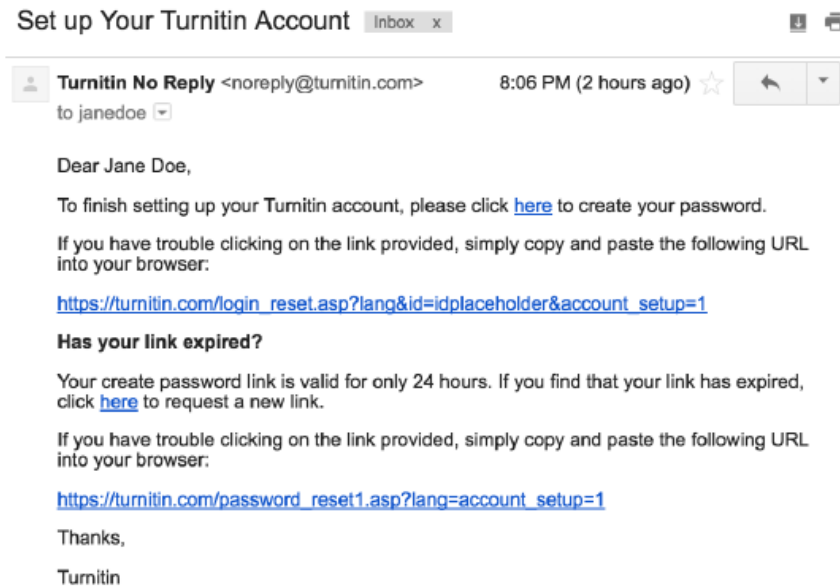 Set up Your Turnitin Account Inbox x
Turnitin No Reply <noreply@turnitin.com> 8:06 PM (2 hours ago)
to janedoe
Dear Jane Doe,
To finish setting up your Turnitin account, please click here to create your password.
If you have trouble clicking on the link provided, simply copy and paste the following URL
into your browser:
https://turnitin.com/login_reset.asp?lang&id=idplaceholder&account_setup=1
Has your link expired?
Your create password link is valid for only 24 hours. If you find that your link has expired,
click here to request a new link.
If you have trouble clicking on the link provided, simply copy and paste the following URL
into your browser:
https://turnitin.com/password_reset1.asp?lang=account_setup=1
Thanks,
Turnitin